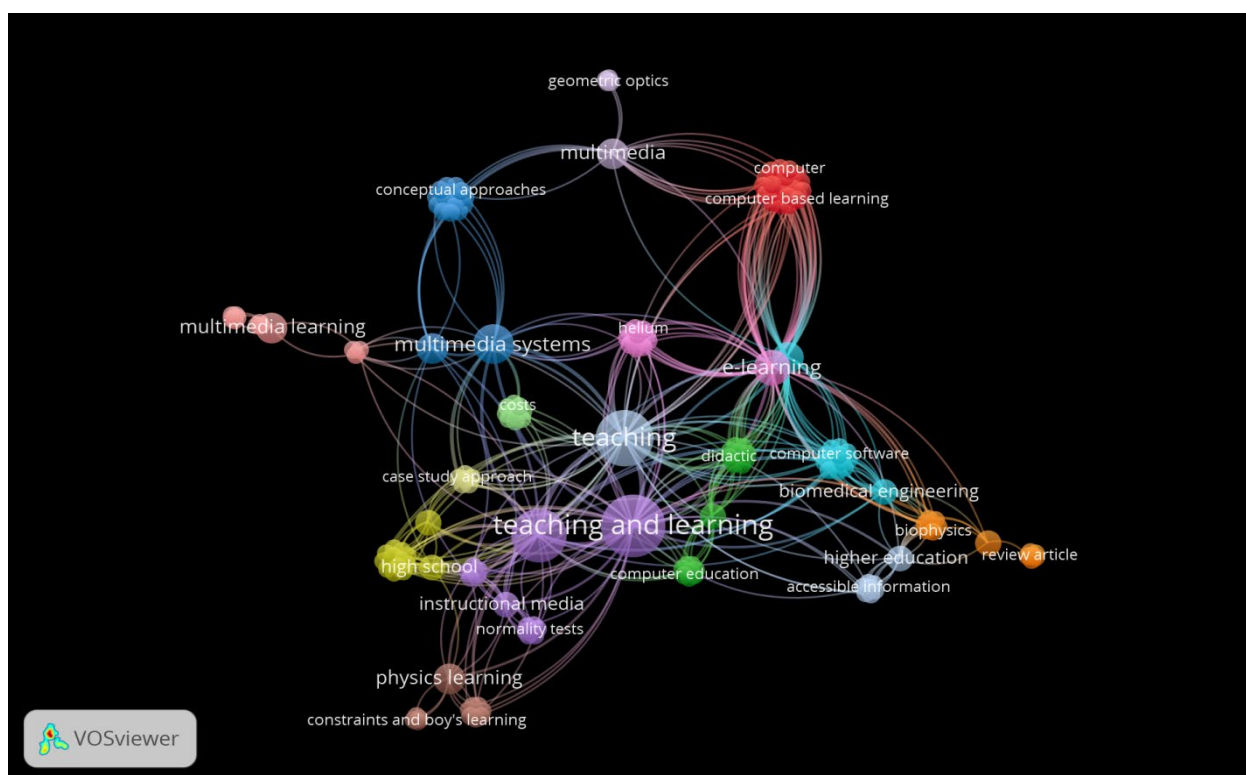 geometric optics
multimedia
computer
conceptual approaches
computer based learning
multimedia learning
helium
multimedia systems
e-learning
costs
teaching
didactic
computer software
case study approach
biomedical engineering
teaching and learning
biophysics
review article
higher education
high school
computer education
accessible information
instructional media
normality tests
physics learning
constraints and boy's learning
VOSviewer